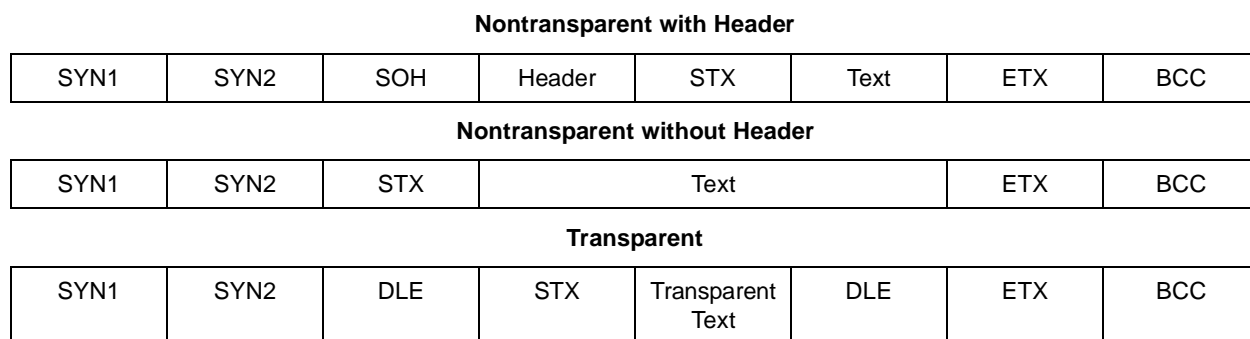 Nontransparent with Header
SYN1 SYN2 SOH Header STX Text ETX BCC
Nontransparent without Header
SYN1 SYN2 STX Text ETX BCC
Transparent
SYN1 SYN2 DLE STX Transparent DLE ETX BCC
Text